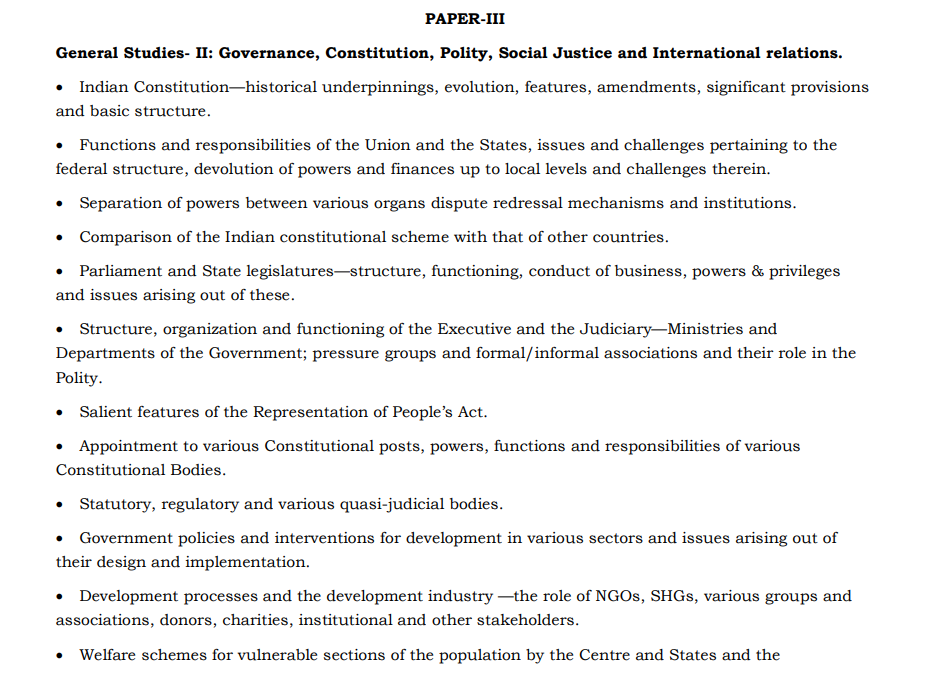 PAPER-III
General Studies- II: Governance, Constitution, Polity, Social Justice and International relations.
• Indian Constitution—historical underpinnings, evolution, features, amendments, significant provisions
and basic structure.
• Functions and responsibilities of the Union and the States, issues and challenges pertaining to the
federal structure, devolution of powers and finances up to local levels and challenges therein.
• Separation of powers between various organs dispute redressal mechanisms and institutions.
• Comparison of the Indian constitutional scheme with that of other countries.
• Parliament and State legislatures—structure, functioning, conduct of business, powers & privileges
and issues arising out of these.
• Structure, organization and functioning of the Executive and the Judiciary—Ministries and
Departments of the Government; pressure groups and formal/informal associations and their role in the
Polity.
• Salient features of the Representation of People’s Act.
• Appointment to various Constitutional posts, powers, functions and responsibilities of various
Constitutional Bodies.
• Statutory, regulatory and various quasi-judicial bodies.
• Government policies and interventions for development in various sectors and issues arising out of
their design and implementation.
• Development processes and the development industry —the role of NGOs, SHGs, various groups and
associations, donors, charities, institutional and other stakeholders.
• Welfare schemes for vulnerable sections of the population by the Centre and States and the